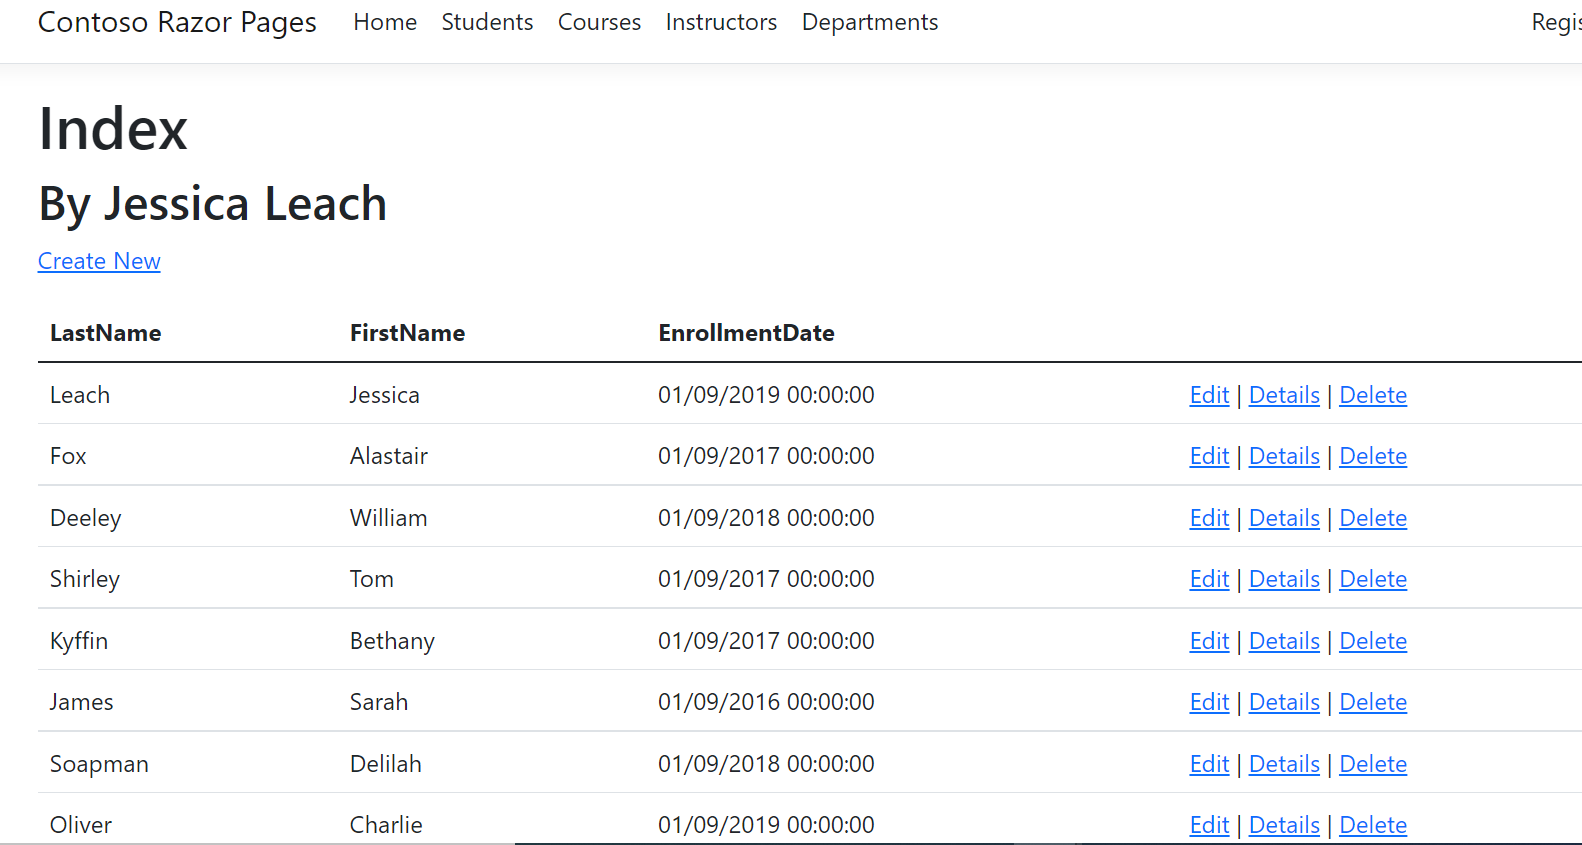 Contoso Razor Pages Home Students Courses Instructors Departments
Index
By Jessica Leach
Create New
LastName FirstName EnrollmentDate
Leach Jessica 01/09/2019 00:00:00 Edit | Details | Delete
Fox Alastair 01/09/2017 00:00:00 Edit | Details | Delete
Deeley William 01/09/2018 00:00:00 Edit | Details | Delete
Shirley Tom 01/09/2017 00:00:00 Edit | Details | Delete
Kyffin Bethany 01/09/2017 00:00:00 Edit | Details | Delete
James Sarah 01/09/2016 00:00:00 Edit | Details | Delete
Soapman Delilah 01/09/2018 00:00:00 Edit | Details | Delete
Oliver Charlie 01/09/2019 00:00:00 Edit | Details | Delete